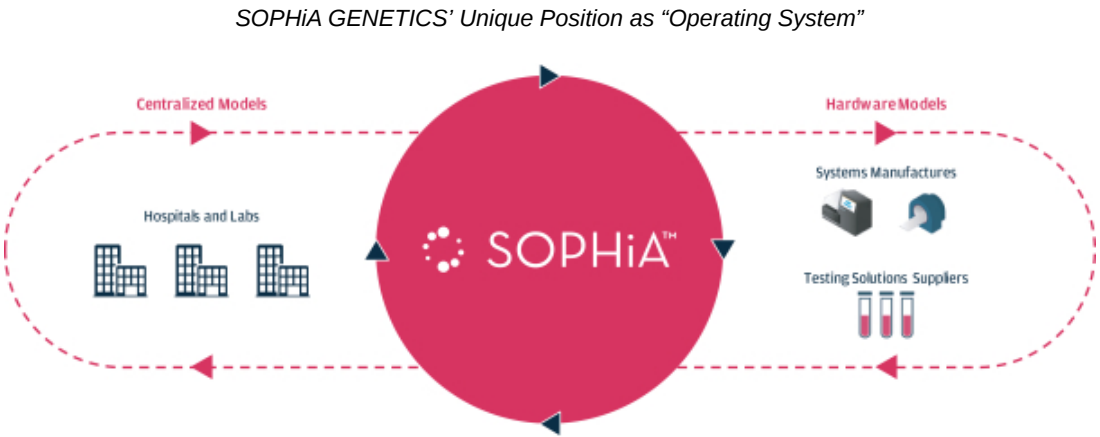 SOPHiA GENETICS’ Unique Position as “Operating System”
Centralized Models
Hardware Models
Systems Manufactures
Hospitals and Labs
SOPHiA™
Testing Solutions Suppliers